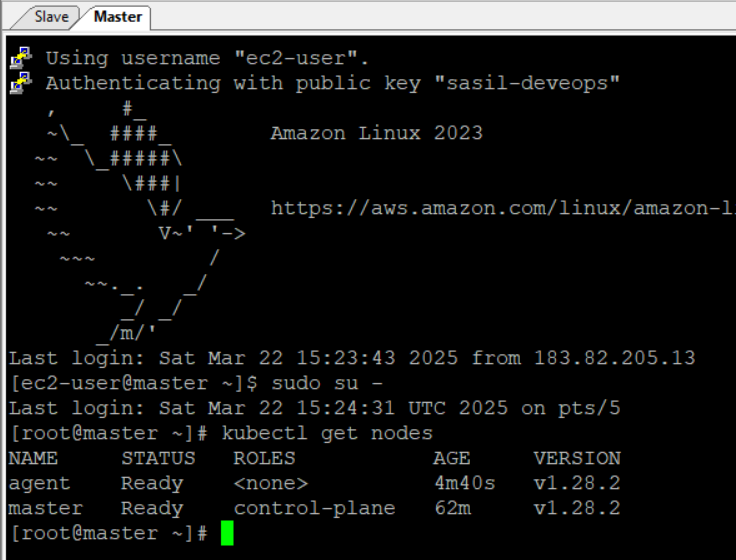 Slave Master
Using username "ec2-user".
Authenticating with public key "sasil-deveops"
   ,     #_
   ~\_  ####_        Amazon Linux 2023
  ~~  \_#####\
  ~~     \###|
  ~~       \#/ ___   https://aws.amazon.com/linux/amazon-l
   ~~       V~' '->
    ~~~         /
      ~~._.   _/
         _/ _/
       _/m/'
Last login: Sat Mar 22 15:23:43 2025 from 183.82.205.13
[ec2-user@master ~]$ sudo su -
Last login: Sat Mar 22 15:24:31 UTC 2025 on pts/5
[root@master ~]# kubectl get nodes
NAME     STATUS   ROLES           AGE     VERSION
agent    Ready    <none>          4m40s   v1.28.2
master   Ready    control-plane   62m     v1.28.2
[root@master ~]#